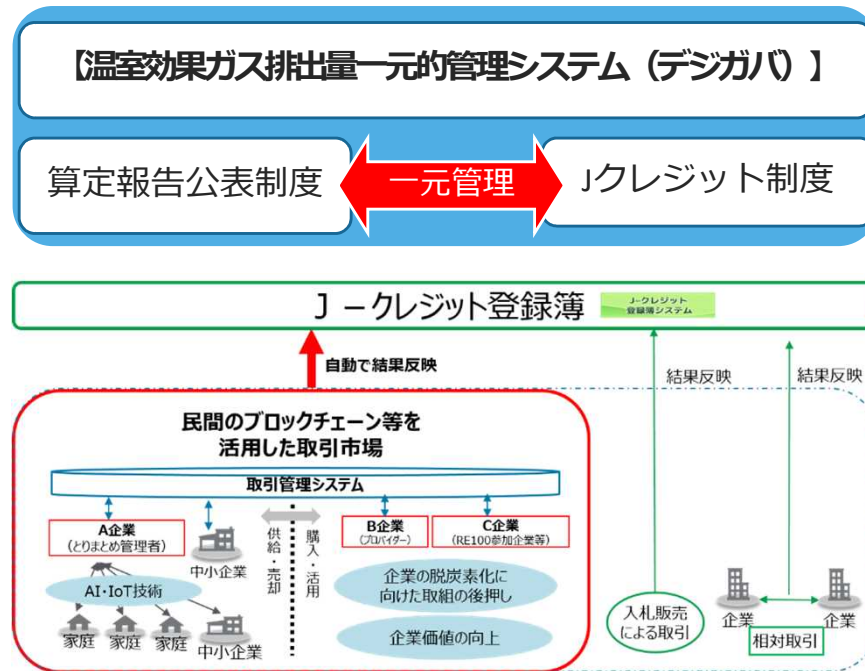 【温室効果ガス排出量一元的管理システム（デジガバ）】
算定報告公表制度
一元管理
Jクレジット制度
Ｊ－クレジット登録簿
J-クレジット
登録簿システム
自動で結果反映
結果反映
結果反映
民間のブロックチェーン等を
活用した取引市場
取引管理システム
A企業
（とりまとめ管理者）
中小企業
供給・売却
購入・活用
B企業
（プロバイダー）
C企業
（RE100参加企業等）
AI・IoT技術
家庭
家庭
家庭
中小企業
企業の脱炭素化に
向けた取組の後押し
企業価値の向上
入札販売
による取引
企業
企業
相対取引